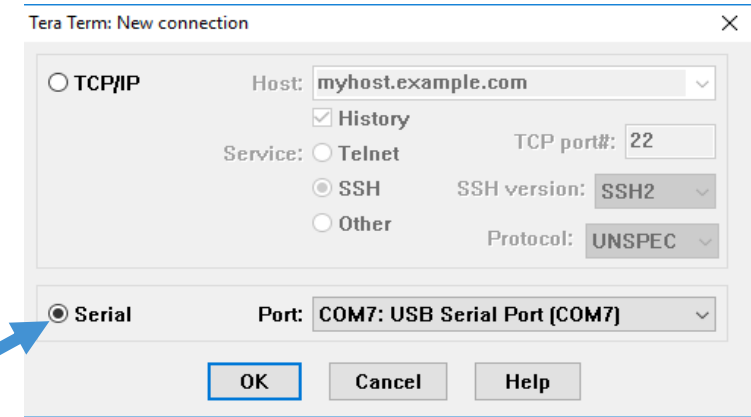 Tera Term: New connection
TCP/IP
Host: myhost.example.com
History
Service: Telnet
TCP port#: 22
SSH
SSH version: SSH2
Other
Protocol: UNSPEC
Serial
Port: COM7: USB Serial Port (COM7)
OK Cancel Help